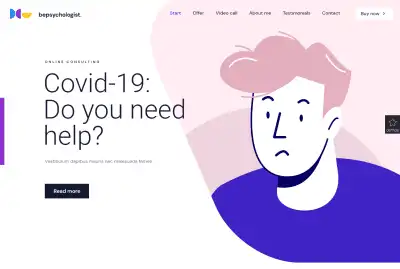 bepsychologist.
Start
Offer
Video call
About me
Testimonials
Contact
Buy now
ONLINE CONSULTING
Covid-19:
Do you need
help?
Vestibulum dapibus mauris nec malesuada fames
Read more